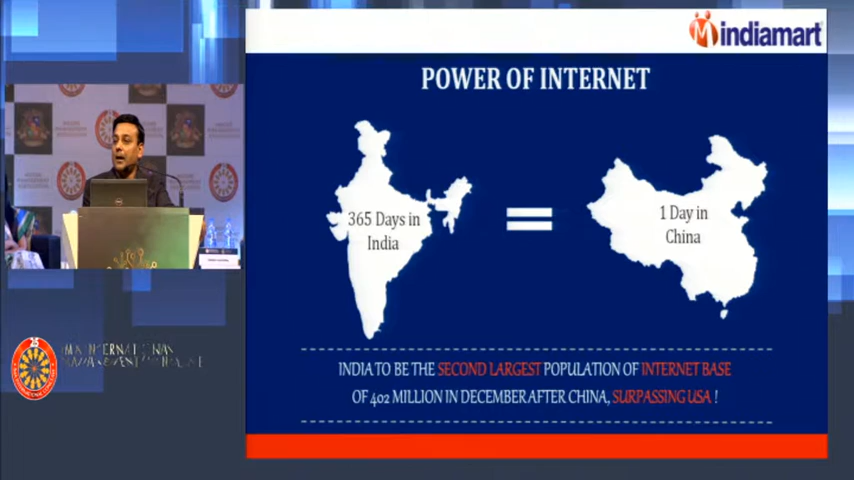 indiamart
POWER OF INTERNET
365 Days in
India
=
1 Day in
China
INDIA TO BE THE SECOND LARGEST POPULATION OF INTERNET BASE
OF 402 MILLION IN DECEMBER AFTER CHINA, SURPASSING USA !
25